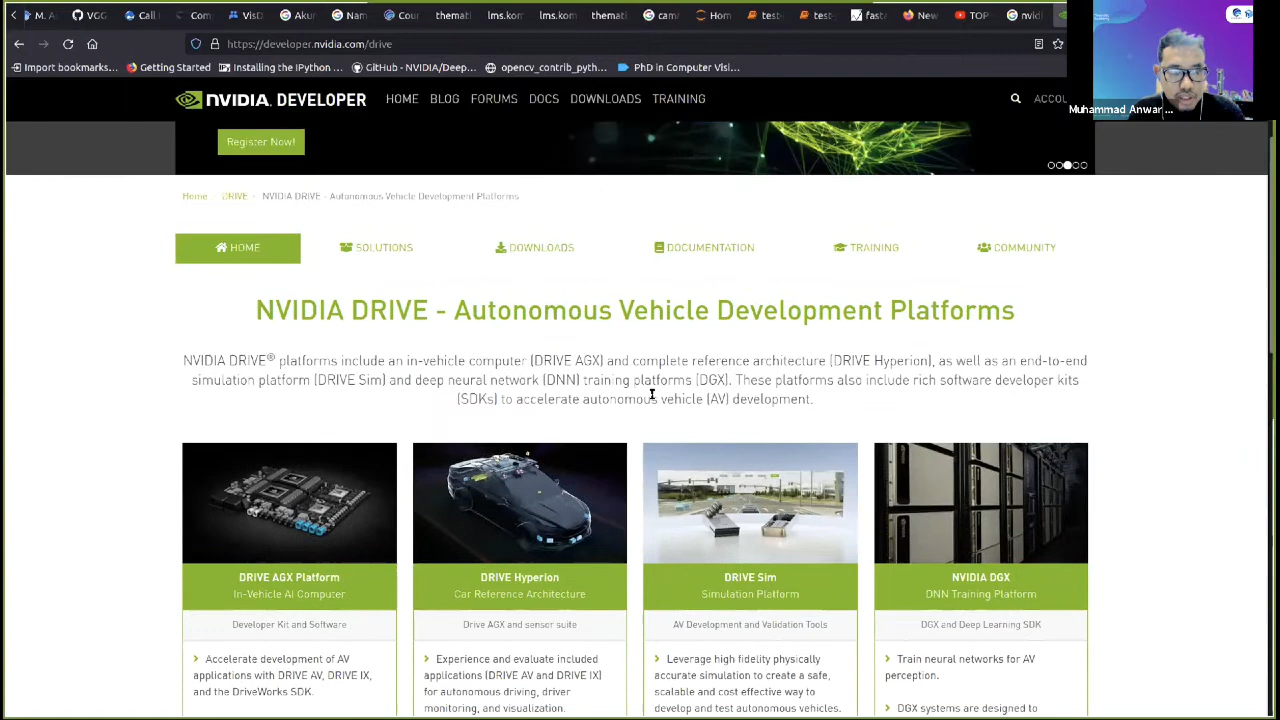 M. A
VGG
Call I
Com
VisD
Akur
Nam
Cour
themati
lms.kom
lms.kom
themati
cam
Hom
test
test
fasta
New
TOP
nvidi
https://developer.nvidia.com/drive
Import bookmarks...
Getting Started
Installing the IPython ...
GitHub - NVIDIA/Deep...
opencv_contrib_pyth...
PhD in Computer Visi...
Muhammad Anwar ...
NVIDIA. DEVELOPER
HOME
BLOG
FORUMS
DOCS
DOWNLOADS
TRAINING
ACCOU
Register Now!
Home
DRIVE
NVIDIA DRIVE - Autonomous Vehicle Development Platforms
HOME
SOLUTIONS
DOWNLOADS
DOCUMENTATION
TRAINING
COMMUNITY
NVIDIA DRIVE - Autonomous Vehicle Development Platforms
NVIDIA DRIVE® platforms include an in-vehicle computer (DRIVE AGX) and complete reference architecture (DRIVE Hyperion), as well as an end-to-end
simulation platform (DRIVE Sim) and deep neural network (DNN) training platforms (DGX). These platforms also include rich software developer kits
(SDKs) to accelerate autonomous vehicle (AV) development.
DRIVE AGX Platform
In-Vehicle AI Computer
Developer Kit and Software
Accelerate development of AV
applications with DRIVE AV, DRIVE IX,
and the DriveWorks SDK.
DRIVE Hyperion
Car Reference Architecture
Drive AGX and sensor suite
Experience and evaluate included
applications (DRIVE AV and DRIVE IX)
for autonomous driving, driver
monitoring, and visualization.
DRIVE Sim
Simulation Platform
AV Development and Validation Tools
Leverage high fidelity physically
accurate simulation to create a safe,
scalable and cost effective way to
develop and test autonomous vehicles.
NVIDIA DGX
DNN Training Platform
DGX and Deep Learning SDK
Train neural networks for AV
perception.
DGX systems are designed to